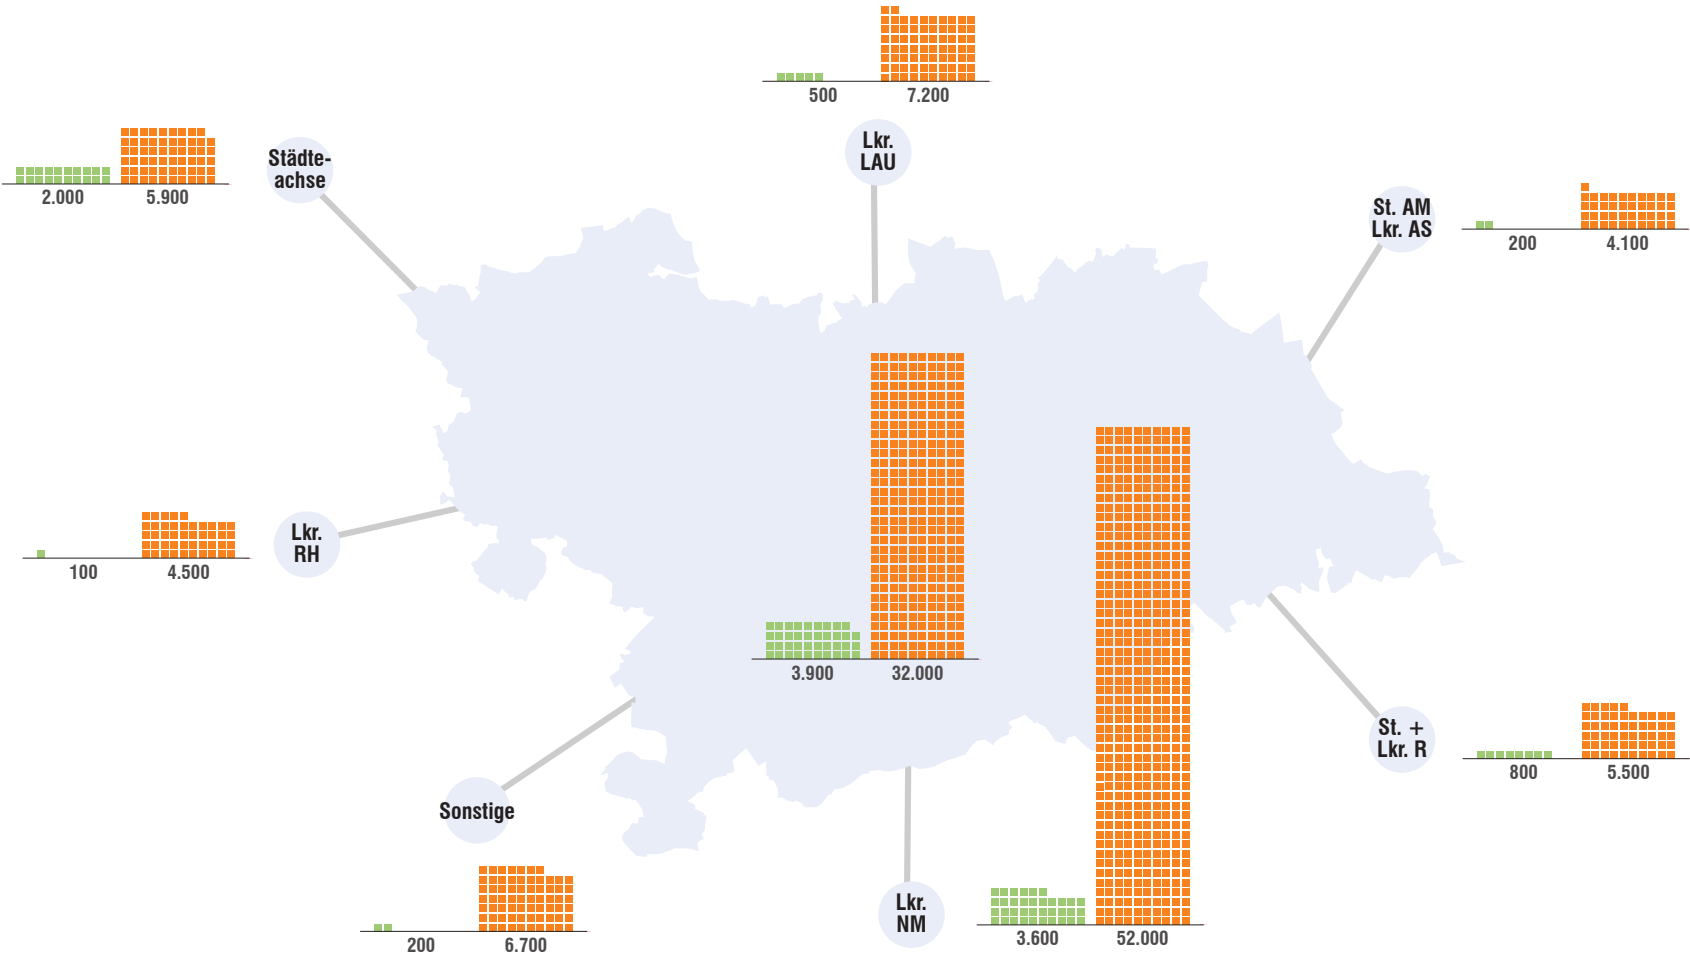 500 7.200
Lkr.
LAU
Städte-
achse
2.000 5.900
St. AM
Lkr. AS
200 4.100
Lkr.
RH
100 4.500
3.900 32.000
St. +
Lkr. R
800 5.500
Sonstige
200 6.700
Lkr.
NM
3.600 52.000